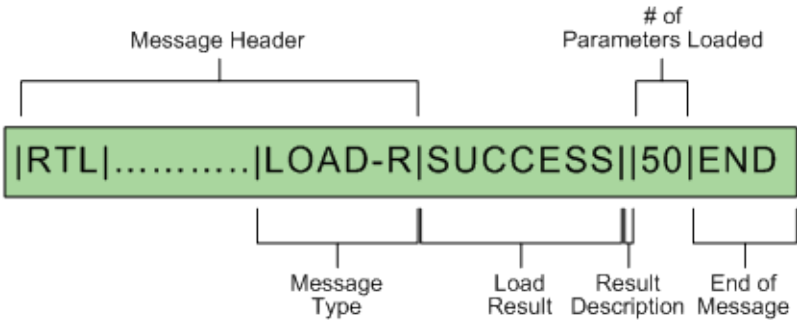 # of
Parameters Loaded
Message Header
|RTL|...........|LOAD-R|SUCCESS||50|END
Message
Type
Load
Result
Result
Description
End of
Message